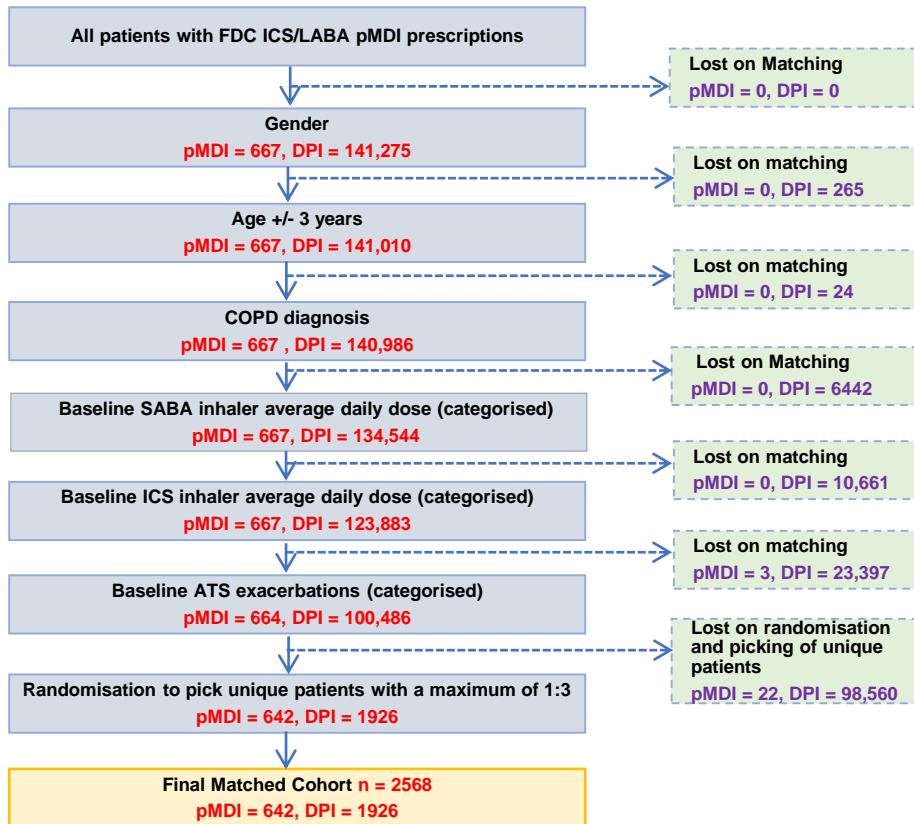 All patients with FDC ICS/LABA pMDI prescriptions
Lost on Matching
pMDI = 0, DPI = 0
Gender
pMDI = 667, DPI = 141,275
Lost on matching
pMDI = 0, DPI = 265
Age +/- 3 years
pMDI = 667, DPI = 141,010
Lost on matching
pMDI = 0, DPI = 24
COPD diagnosis
pMDI = 667 , DPI = 140,986
Lost on Matching
pMDI = 0, DPI = 6442
Baseline SABA inhaler average daily dose (categorised)
pMDI = 667, DPI = 134,544
Lost on matching
pMDI = 0, DPI = 10,661
Baseline ICS inhaler average daily dose (categorised)
pMDI = 667, DPI = 123,883
Lost on matching
pMDI = 3, DPI = 23,397
Baseline ATS exacerbations (categorised)
pMDI = 664, DPI = 100,486
Lost on randomisation
and picking of unique
patients
pMDI = 22, DPI = 98,560
Randomisation to pick unique patients with a maximum of 1:3
pMDI = 642, DPI = 1926
Final Matched Cohort n = 2568
pMDI = 642, DPI = 1926